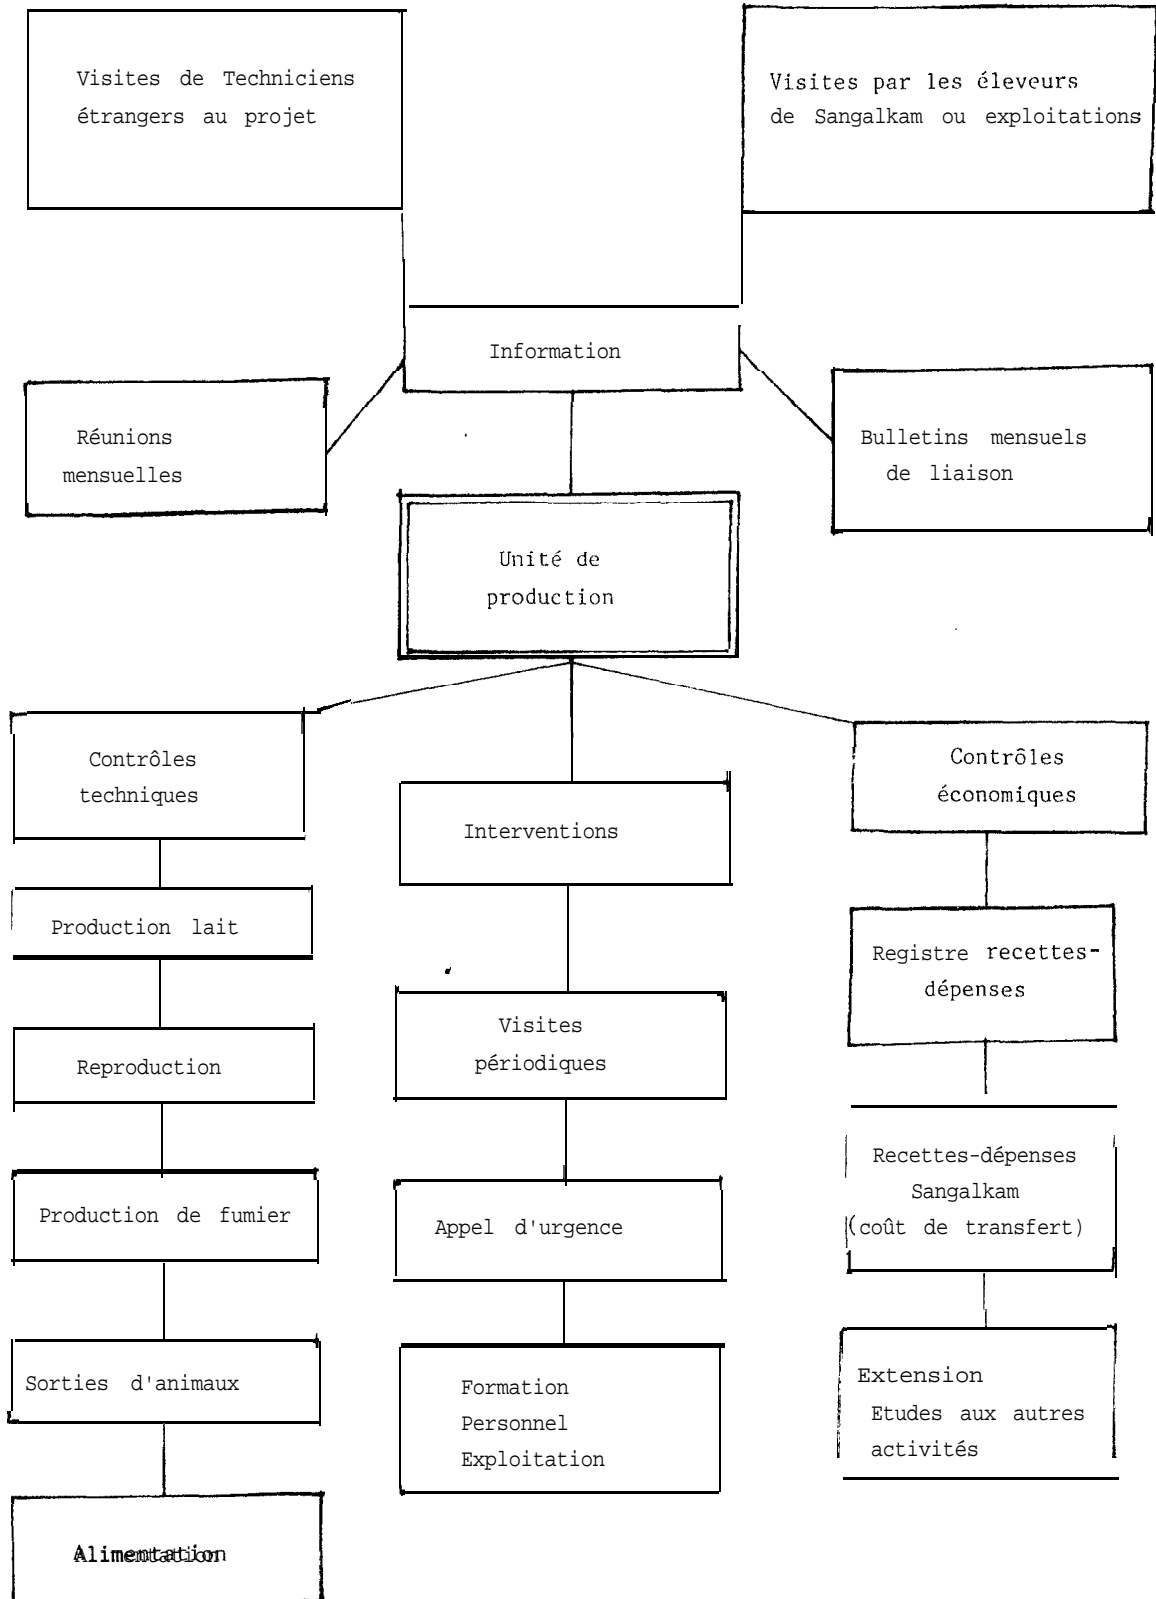 Visites de Techniciens
étrangers au projet
Visites par les éleveurs
de Sangalkam ou exploitations
Information
Réunions
mensuelles
Bulletins mensuels
de liaison
Unité de
production
Contrôles
techniques
Production lait
Reproduction
Production de fumier
Sorties d'animaux
Alimentation
Interventions
Visites
périodiques
Appel d'urgence
Formation
Personnel
Exploitation
Contrôles
économiques
Registre recettes-
dépenses
Recettes-dépenses
Sangalkam
(coût de transfert)
Extension
Etudes aux autres
activités